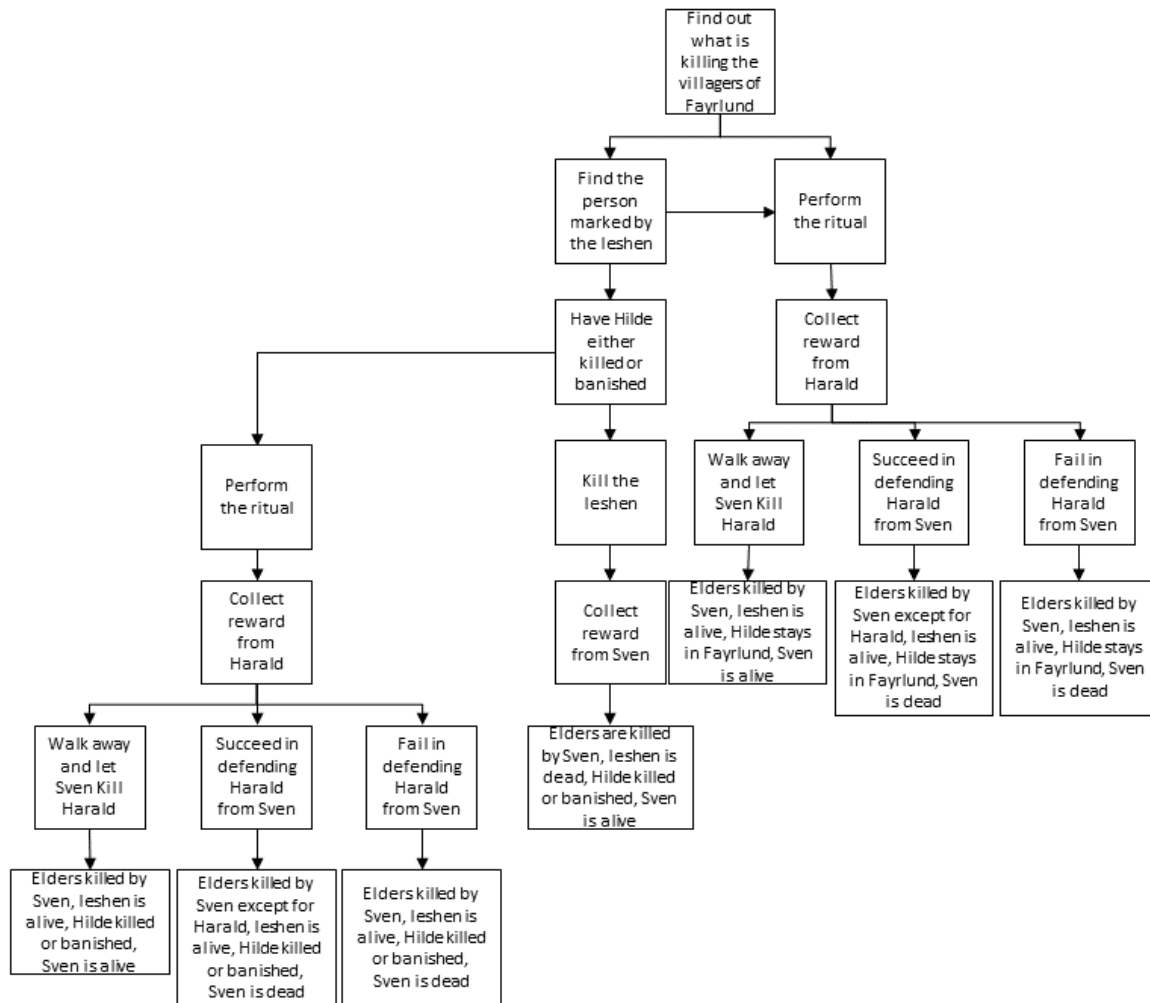 Find out
what is
killing the
villagers of
Fayrlund
Find the
person
marked by
the leshen
Perform
the ritual
Have Hilde
either
killed or
banished
Collect
reward
from
Harald
Perform
the ritual
Kill the
leshen
Walk away
and let
Sven Kill
Harald
Succeed in
defending
Harald
from Sven
Fail in
defending
Harald
from Sven
Collect
reward
from
Harald
Collect
reward
from Sven
Elders killed by
Sven, leshen is
alive, Hilde stays
in Fayrlund, Sven
is alive
Elders killed by
Sven except for
Harald, leshen is
alive, Hilde stays
in Fayrlund, Sven
is dead
Elders killed by
Sven, leshen is
alive, Hilde stays
in Fayrlund, Sven
is dead
Walk away
and let
Sven Kill
Harald
Succeed in
defending
Harald
from Sven
Fail in
defending
Harald
from Sven
Elders are killed
by Sven, leshen is
dead, Hilde killed
or banished, Sven
is alive
Elders killed by
Sven, leshen is
alive, Hilde killed
or banished,
Sven is alive
Elders killed by
Sven except for
Harald, leshen is
alive, Hilde killed
or banished,
Sven is dead
Elders killed by
Sven, leshen is
alive, Hilde killed
or banished,
Sven is dead